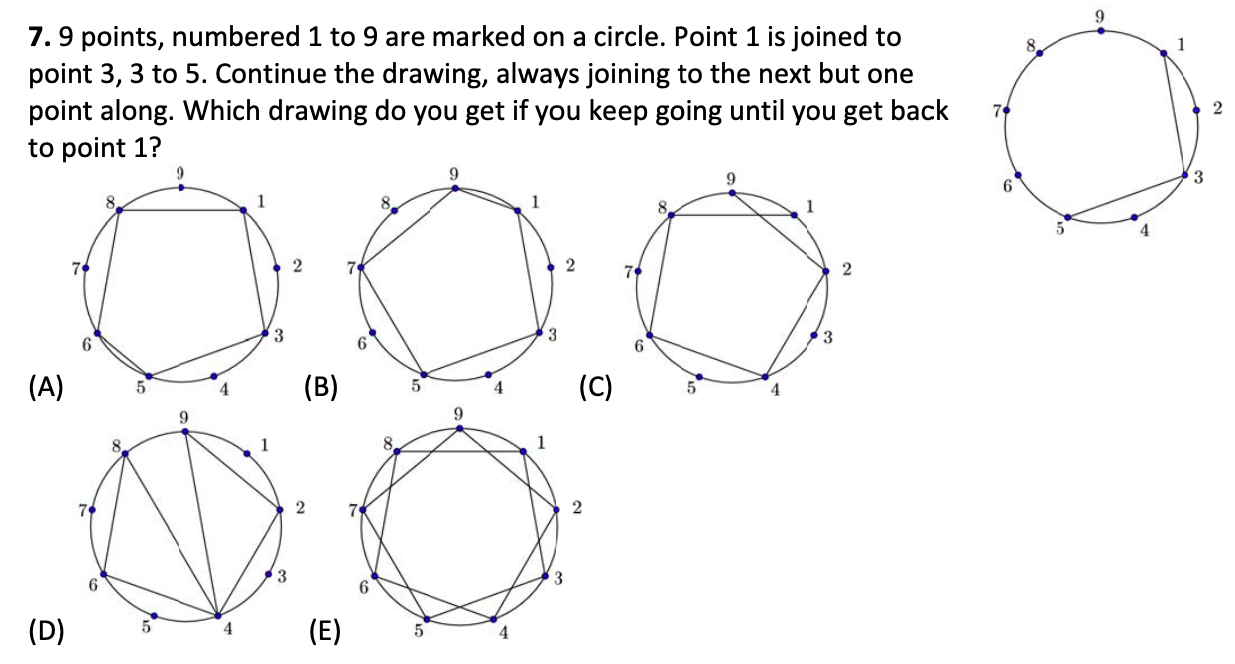 7. 9 points, numbered 1 to 9 are marked on a circle. Point 1 is joined to
point 3, 3 to 5. Continue the drawing, always joining to the next but one
point along. Which drawing do you get if you keep going until you get back
to point 1?
9
8 1
7 2
6 3
5 4
9
8 1
7 2
6 3
(A) 5 4
9
8 1
7 2
6 3
(B) 5 4
9
8 1
7 2
6 3
(C) 5 4
9
8 1
7 2
6 3
(D) 5 4
9
8 1
7 2
6 3
(E) 5 4